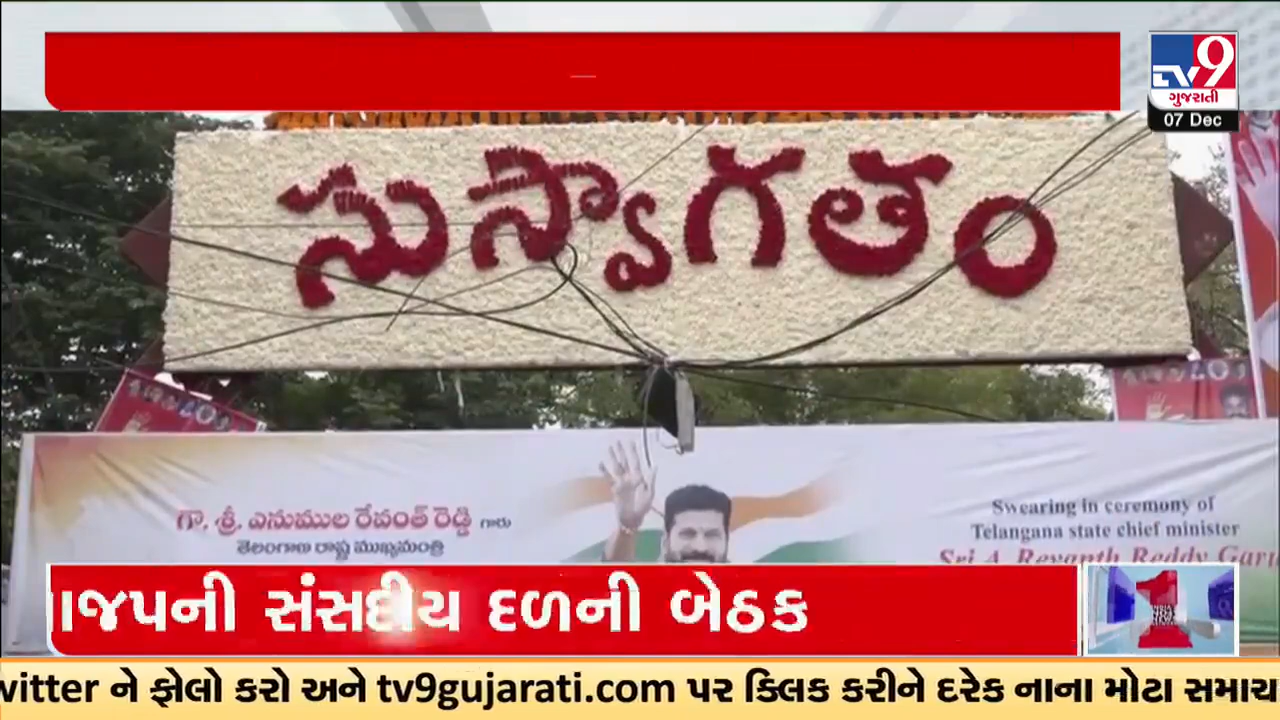 TV9
ગુજરાતી
07 Dec
సుస్వాగతం
గౌ. శ్రీ. ఎనుముల రేవంత్ రెడ్డి గారు
తెలంగాణ రాష్ట్ర ముఖ్యమంత్రి
Swearing in ceremony of
Telangana state chief minister
Sri A. Revanth Reddy Garu
ાજપની સંસદીય દળની બેઠક
witter ને ફોલો કરો અને tv9gujarati.com પર ક્લિક કરીને દરેક નાના મોટા સમાચ